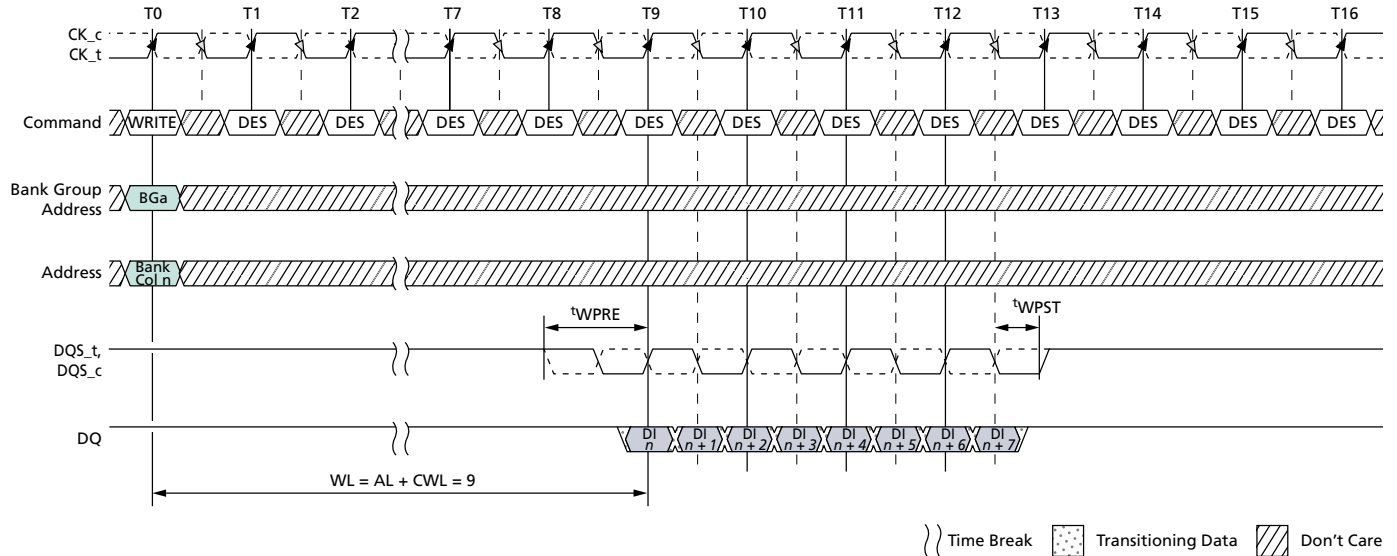 T0 T1 T2 T7 T8 T9 T10 T11 T12 T13 T14 T15 T16
CK_c
CK_t
Command WRITE DES DES DES DES DES DES DES DES DES DES DES DES
Bank Group
Address
BGa
Address
Bank
Col n
tWPRE tWPST
DQS_t,
DQS_c
DQ
DI
n
DI
n + 1
DI
n + 2
DI
n + 3
DI
n + 4
DI
n + 5
DI
n + 6
DI
n + 7
WL = AL + CWL = 9
Time Break Transitioning Data Don't Care